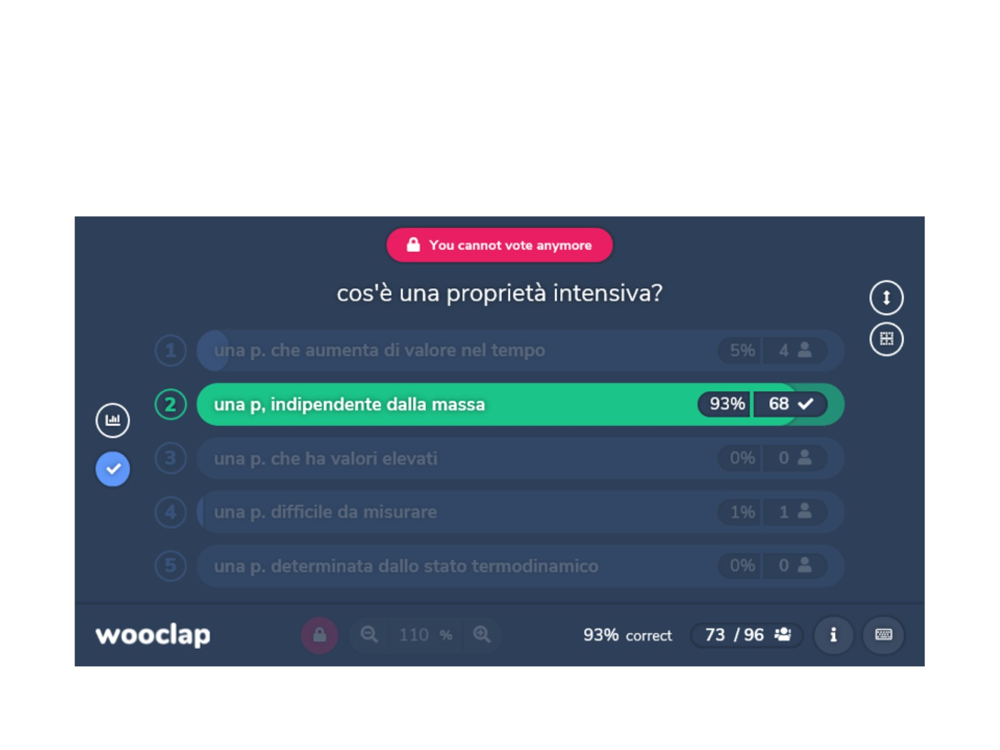 You cannot vote anymore
cos'è una proprietà intensiva?
1 una p. che aumenta di valore nel tempo 5% 4
2 una p, indipendente dalla massa 93% 68
3 una p. che ha valori elevati 0% 0
4 una p. difficile da misurare 1% 1
5 una p. determinata dallo stato termodinamico 0% 0
wooclap 110 % 93% correct 73 / 96